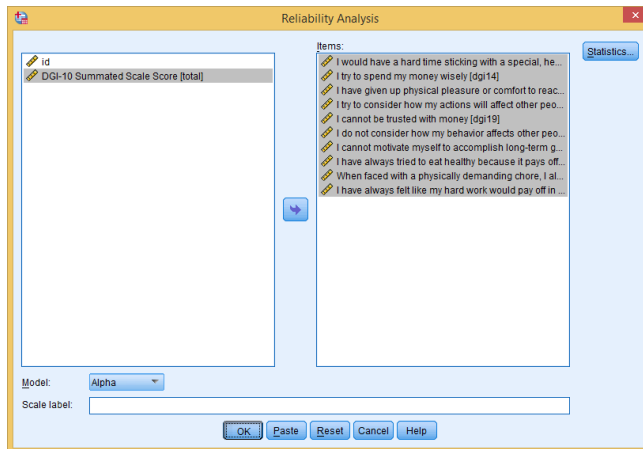 Reliability Analysis
id
DGI-10 Summated Scale Score [total]
Items:
I would have a hard time sticking with a special, he...
I try to spend my money wisely [dgi14]
I have given up physical pleasure or comfort to reac...
I try to consider how my actions will affect other peo...
I cannot be trusted with money [dgi19]
I do not consider how my behavior affects other peo...
I cannot motivate myself to accomplish long-term g...
I have always tried to eat healthy because it pays off...
When faced with a physically demanding chore, I al...
I have always felt like my hard work would pay off in ...
Statistics...
Model:
Alpha
Scale label:
OK
Paste
Reset
Cancel
Help